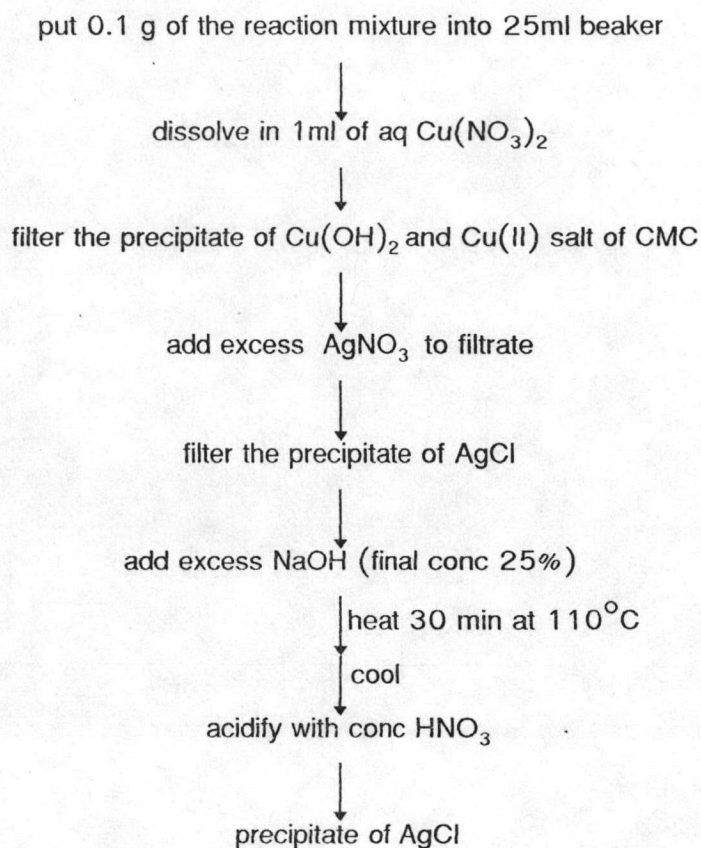 put 0.1 g of the reaction mixture into 25ml beaker
dissolve in 1ml of aq Cu(NO₃)₂
filter the precipitate of Cu(OH)₂ and Cu(II) salt of CMC
add excess AgNO₃ to filtrate
filter the precipitate of AgCl
add excess NaOH (final conc 25%)
heat 30 min at 110°C
cool
acidify with conc HNO₃
precipitate of AgCl